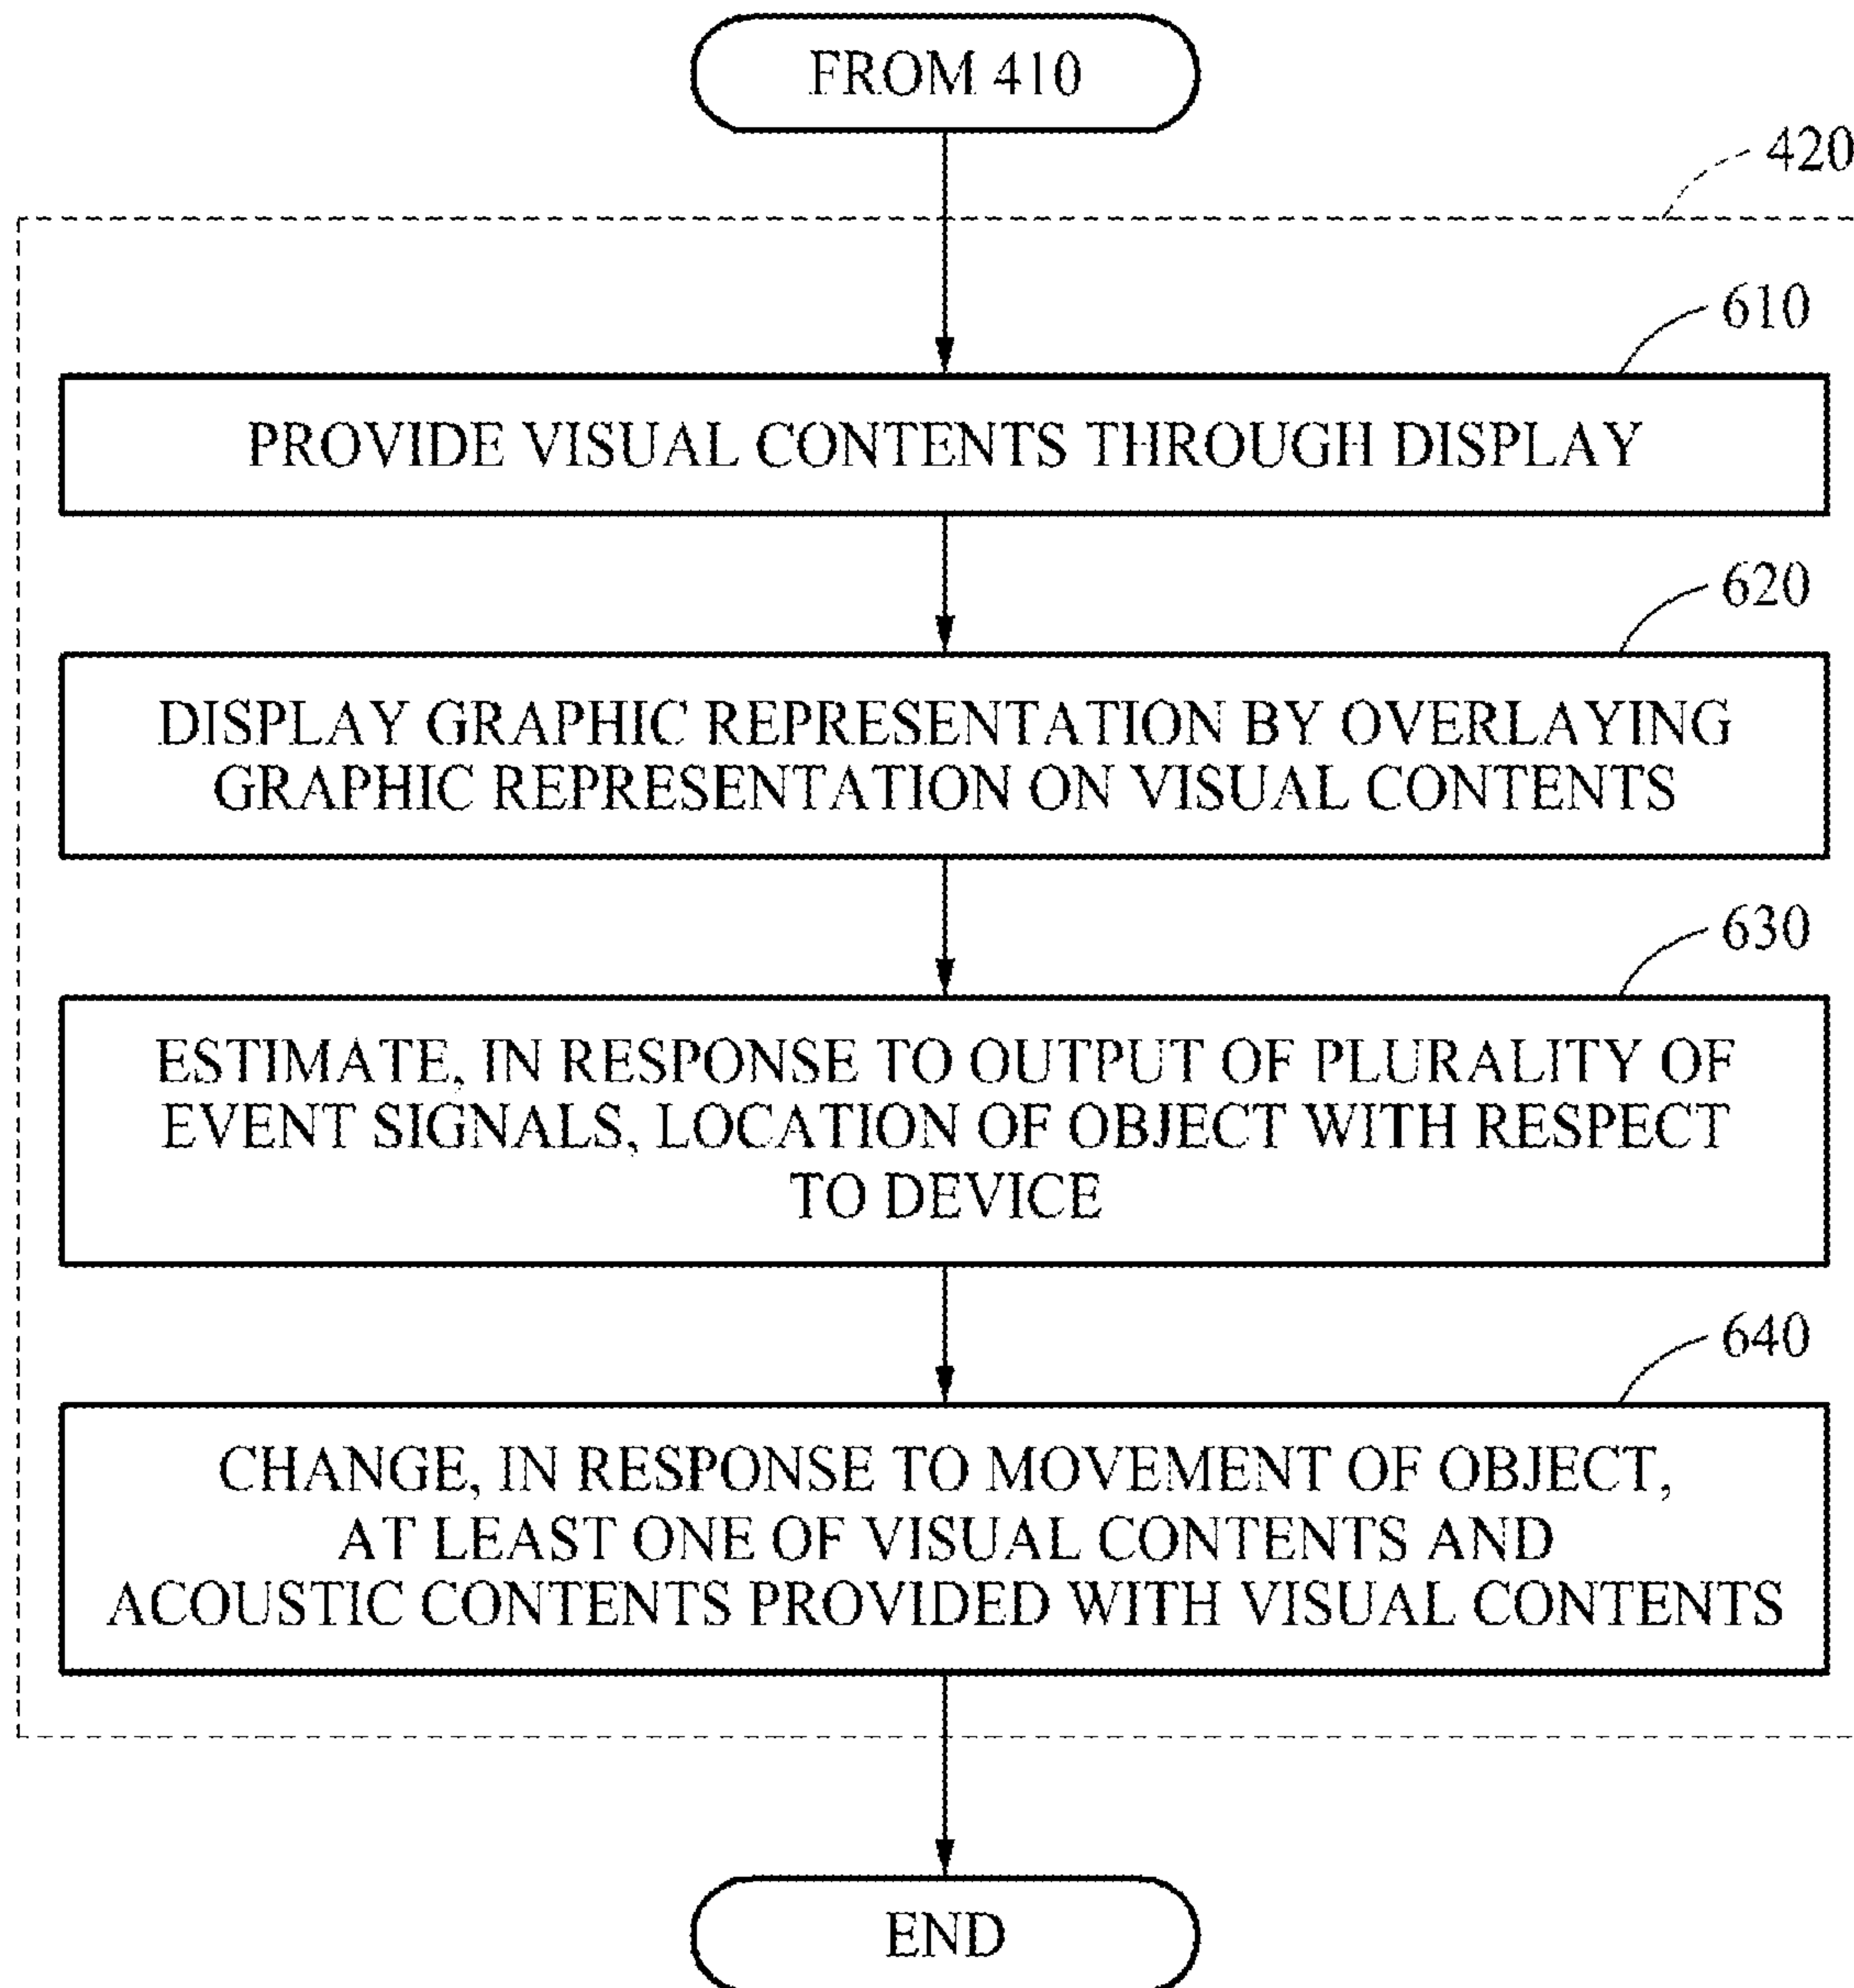 FROM 410
420
610
PROVIDE VISUAL CONTENTS THROUGH DISPLAY
620
DISPLAY GRAPHIC REPRESENTATION BY OVERLAYING
GRAPHIC REPRESENTATION ON VISUAL CONTENTS
630
ESTIMATE, IN RESPONSE TO OUTPUT OF PLURALITY OF
EVENT SIGNALS, LOCATION OF OBJECT WITH RESPECT
TO DEVICE
640
CHANGE, IN RESPONSE TO MOVEMENT OF OBJECT,
AT LEAST ONE OF VISUAL CONTENTS AND
ACOUSTIC CONTENTS PROVIDED WITH VISUAL CONTENTS
END